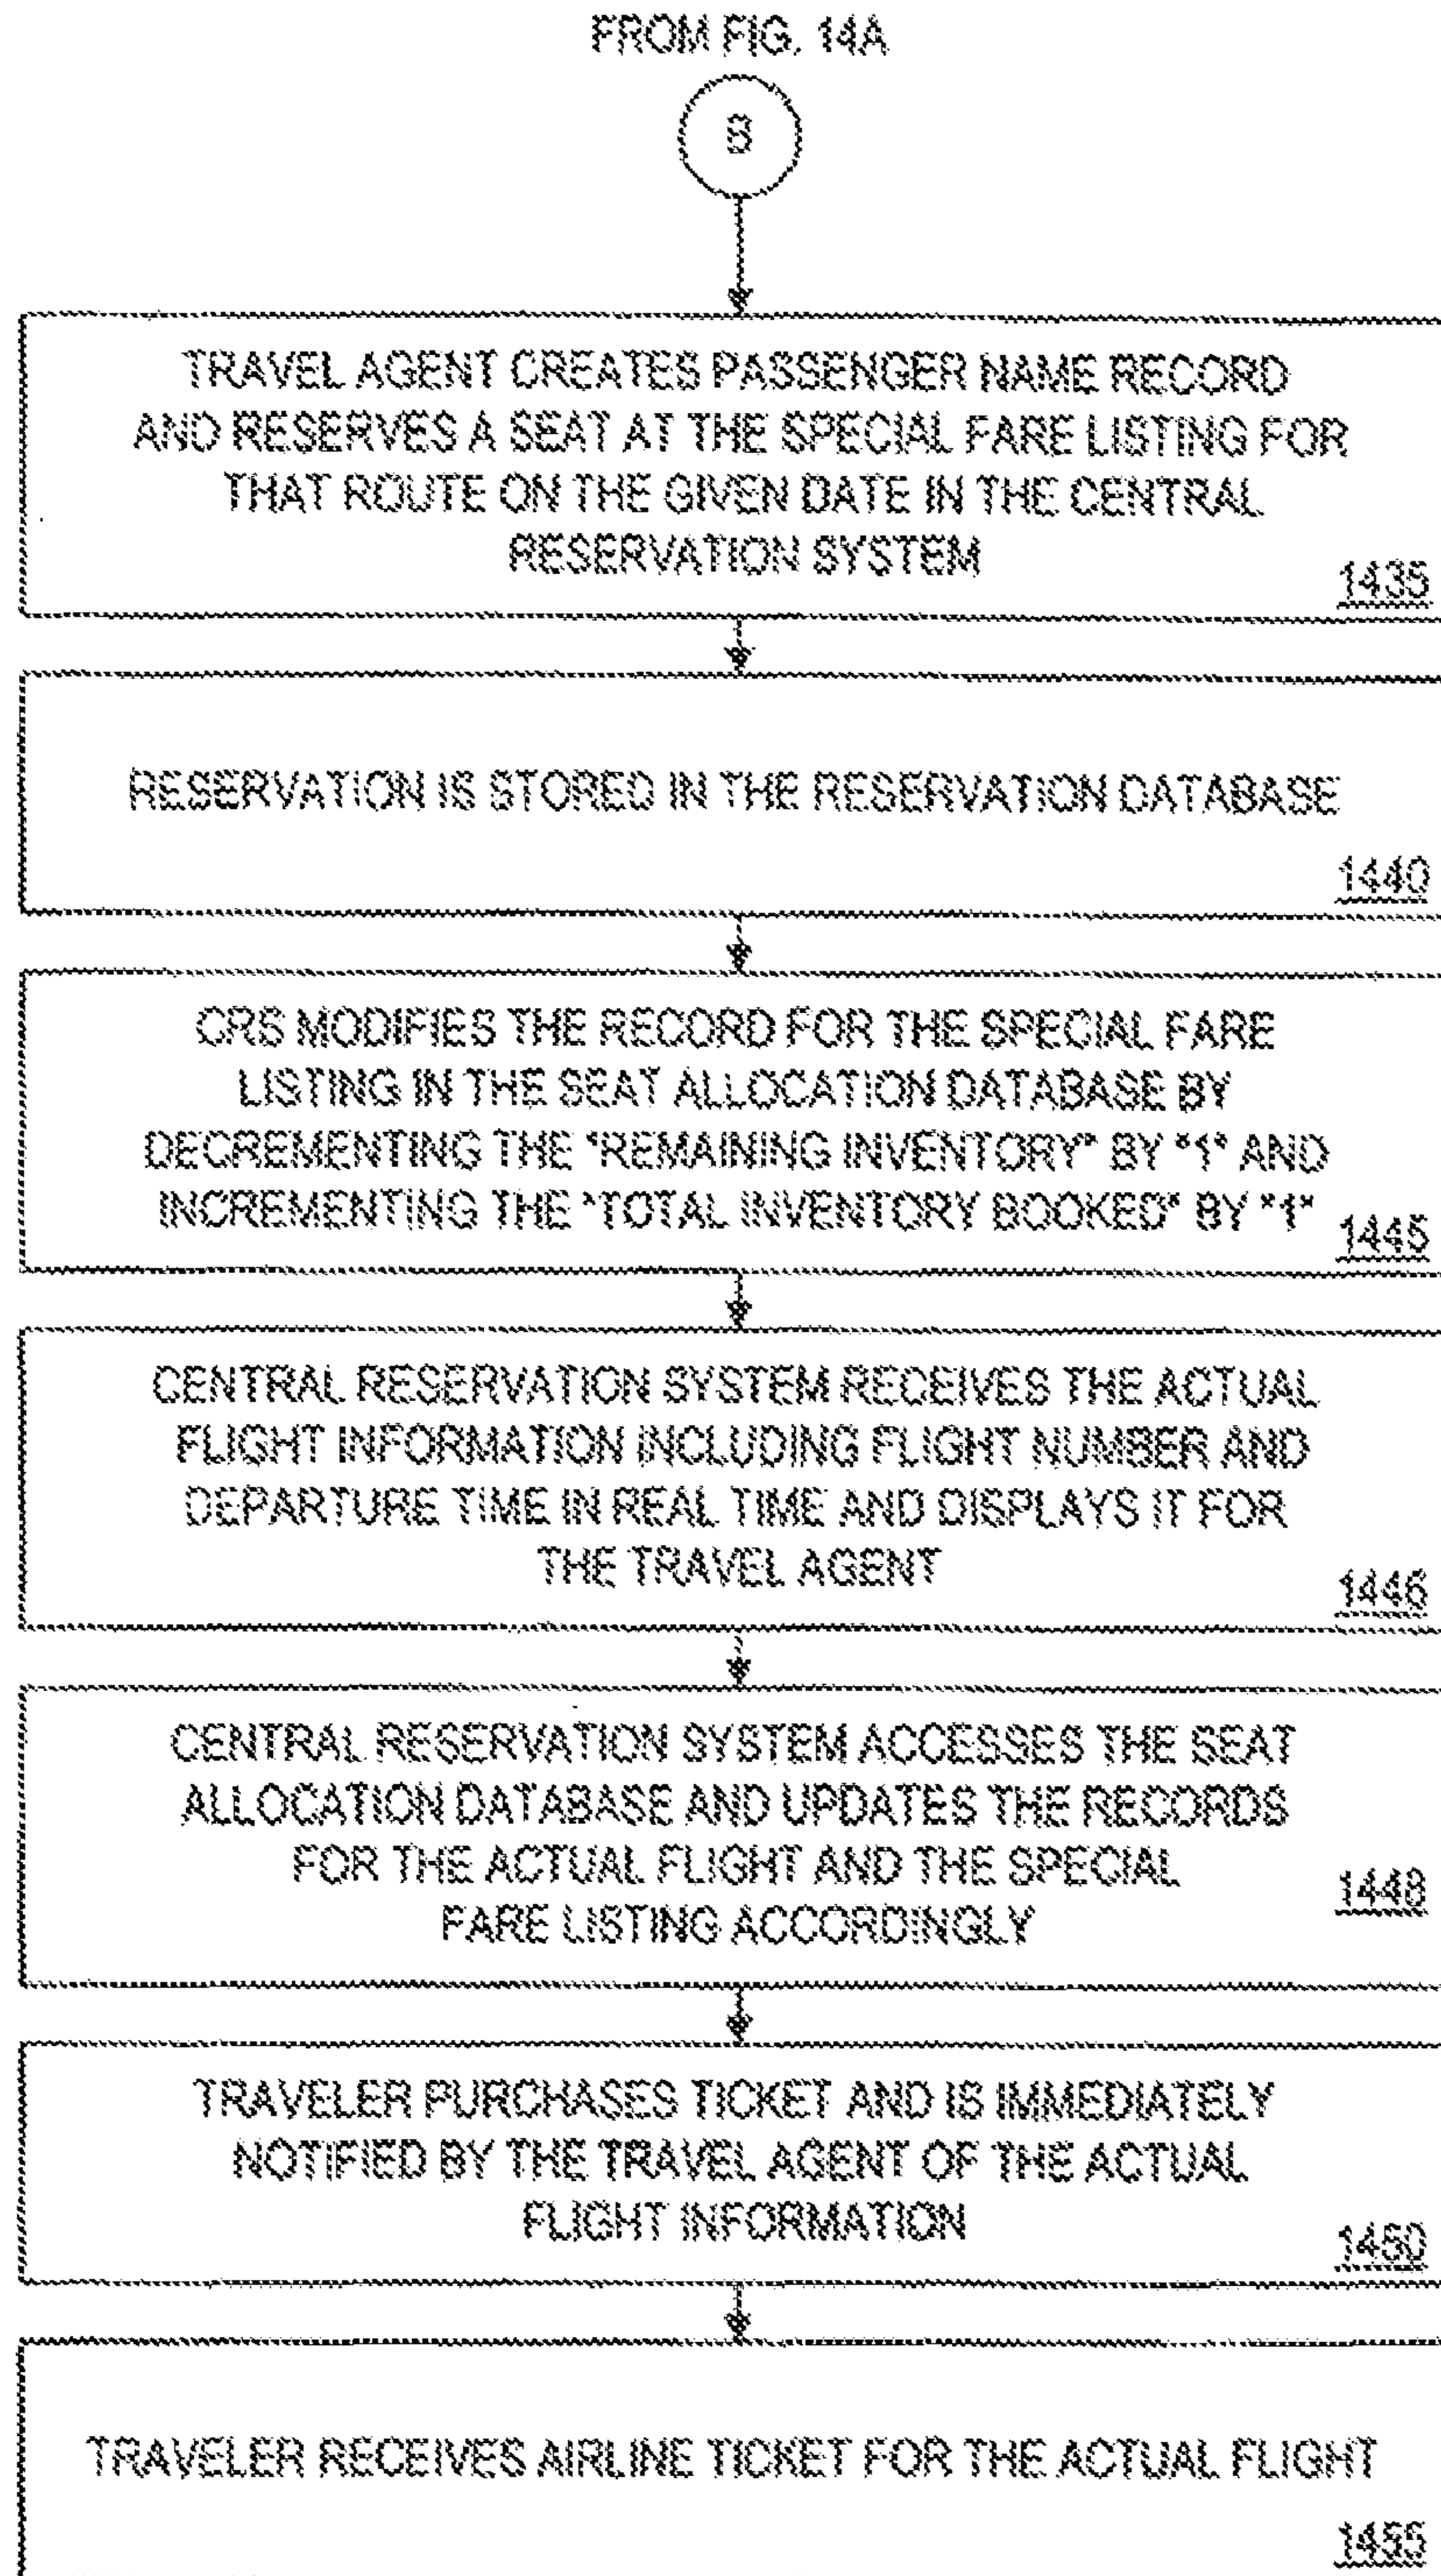 FROM FIG. 14A
B
TRAVEL AGENT CREATES PASSENGER NAME RECORD
AND RESERVES A SEAT AT THE SPECIAL FARE LISTING FOR
THAT ROUTE ON THE GIVEN DATE IN THE CENTRAL
RESERVATION SYSTEM
1435
RESERVATION IS STORED IN THE RESERVATION DATABASE
1440
CRS MODIFIES THE RECORD FOR THE SPECIAL FARE
LISTING IN THE SEAT ALLOCATION DATABASE BY
DECREMENTING THE "REMAINING INVENTORY" BY "1" AND
INCREMENTING THE "TOTAL INVENTORY BOOKED" BY "1"
1445
CENTRAL RESERVATION SYSTEM RECEIVES THE ACTUAL
FLIGHT INFORMATION INCLUDING FLIGHT NUMBER AND
DEPARTURE TIME IN REAL TIME AND DISPLAYS IT FOR
THE TRAVEL AGENT
1446
CENTRAL RESERVATION SYSTEM ACCESSES THE SEAT
ALLOCATION DATABASE AND UPDATES THE RECORDS
FOR THE ACTUAL FLIGHT AND THE SPECIAL
FARE LISTING ACCORDINGLY
1448
TRAVELER PURCHASES TICKET AND IS IMMEDIATELY
NOTIFIED BY THE TRAVEL AGENT OF THE ACTUAL
FLIGHT INFORMATION
1450
TRAVELER RECEIVES AIRLINE TICKET FOR THE ACTUAL FLIGHT
1455